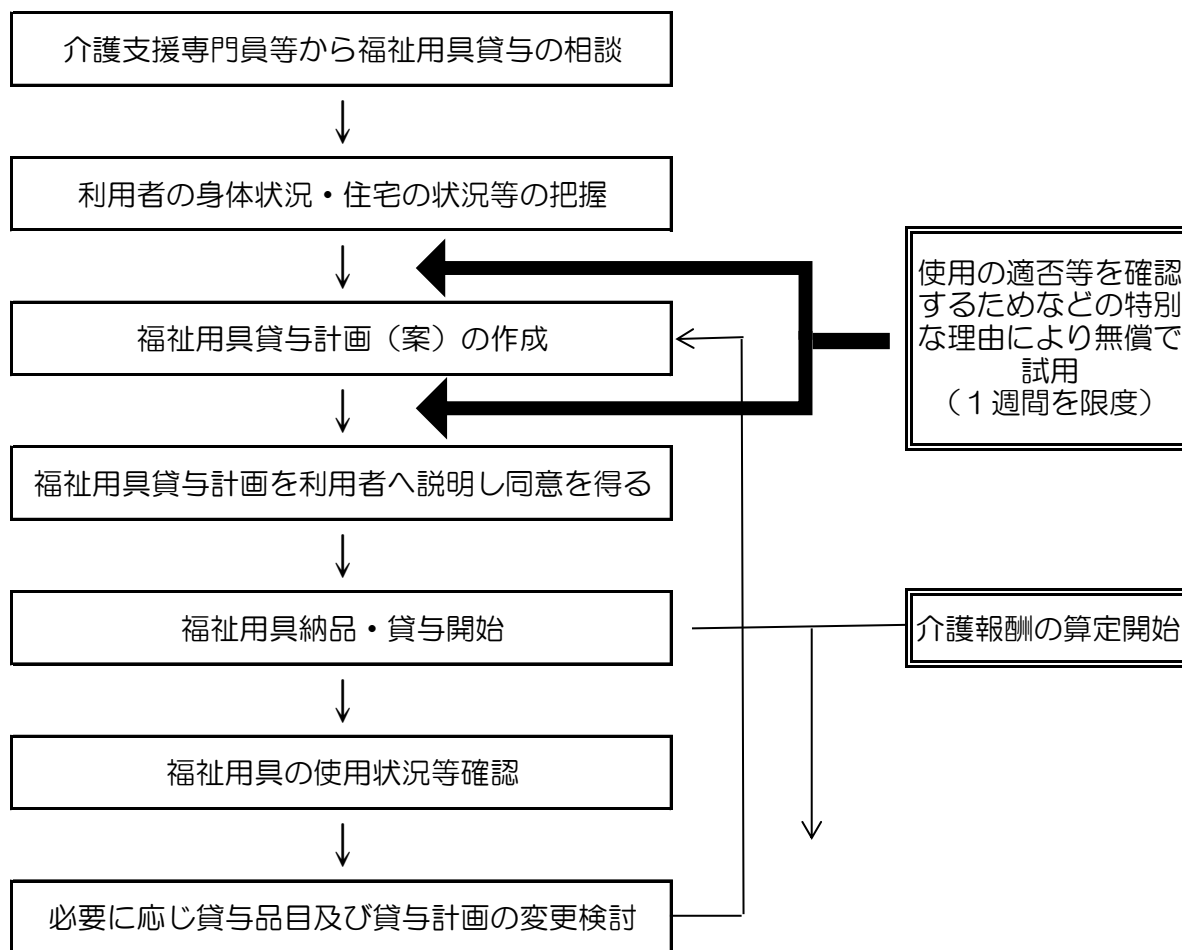 介護支援専門員等から福祉用具貸与の相談
利用者の身体状況・住宅の状況等の把握
福祉用具貸与計画（案）の作成
福祉用具貸与計画を利用者へ説明し同意を得る
福祉用具納品・貸与開始
福祉用具の使用状況等確認
必要に応じ貸与品目及び貸与計画の変更検討
使用の適否等を確認
するためなどの特別
な理由により無償で
試用
（１週間を限度）
介護報酬の算定開始